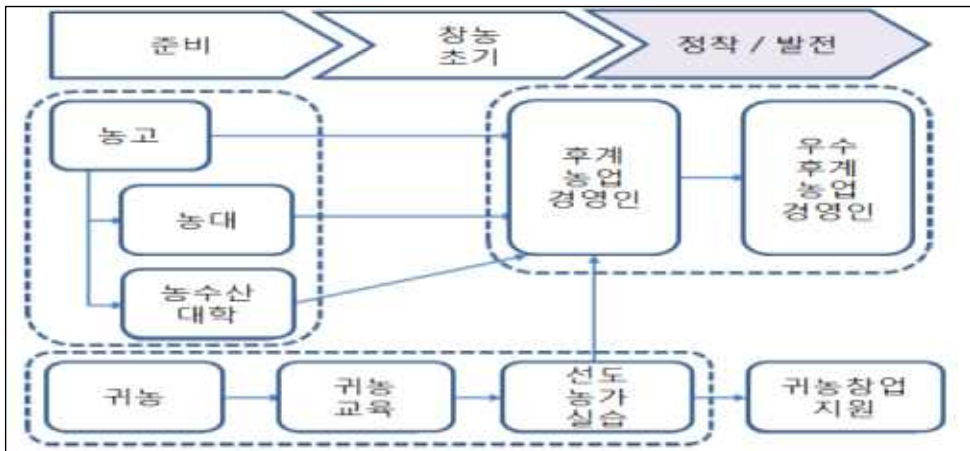 준비
창농
초기
정착 / 발전
농고
농대
농수산
대학
후계
농업
경영인
우수
후계
농업
경영인
귀농
귀농
교육
선도
농가
실습
귀농창업
지원